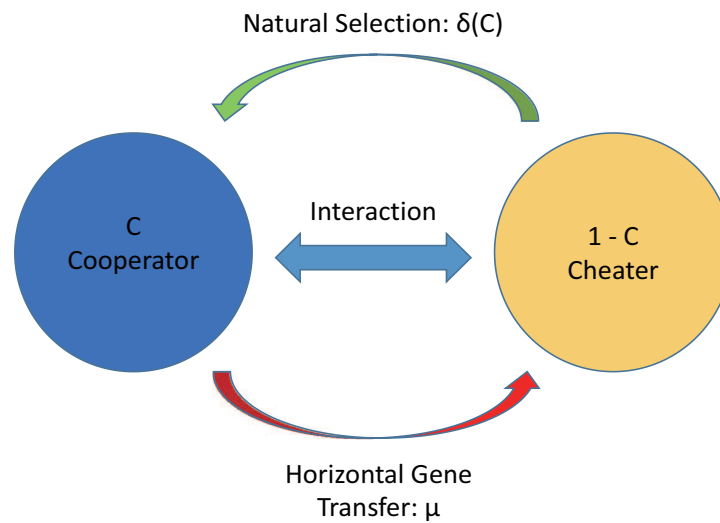 Natural Selection: δ(C)
C
Cooperator
Interaction
1 - C
Cheater
Horizontal Gene
Transfer: μ